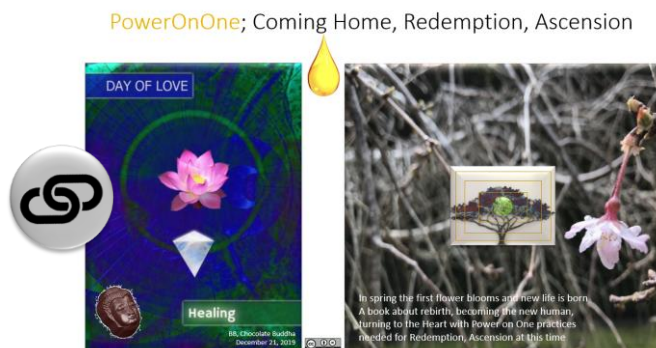 PowerOnOne; Coming Home, Redemption, Ascension
DAY OF LOVE
Healing
BB, Chocolate Buddha
December 21, 2019
In spring the first flower blooms and new life is born
A book about rebirth, becoming the new human,
turning to the Heart with Power on One practices
needed for Redemption, Ascension at this time